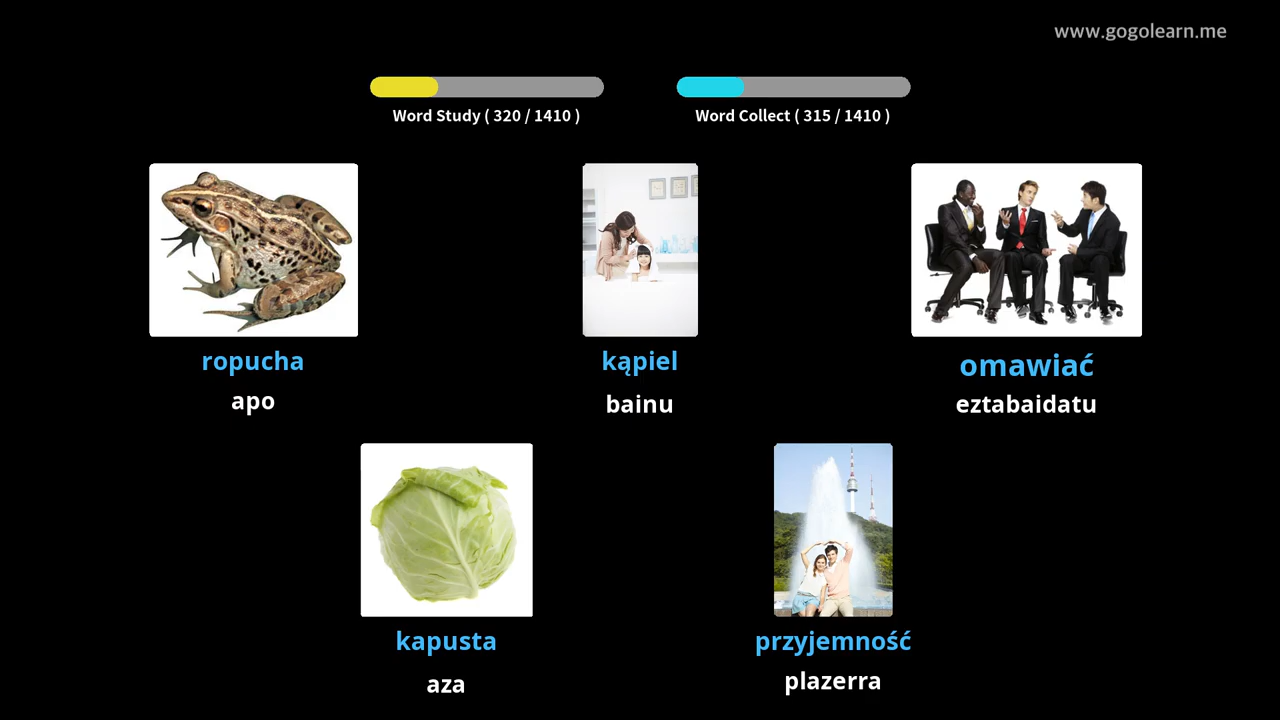 www.gogolearn.me
Word Study ( 320 / 1410 )
Word Collect ( 315 / 1410 )
ropucha
apo
kąpiel
bainu
omawiać
eztabaidatu
kapusta
aza
przyjemność
plazerra